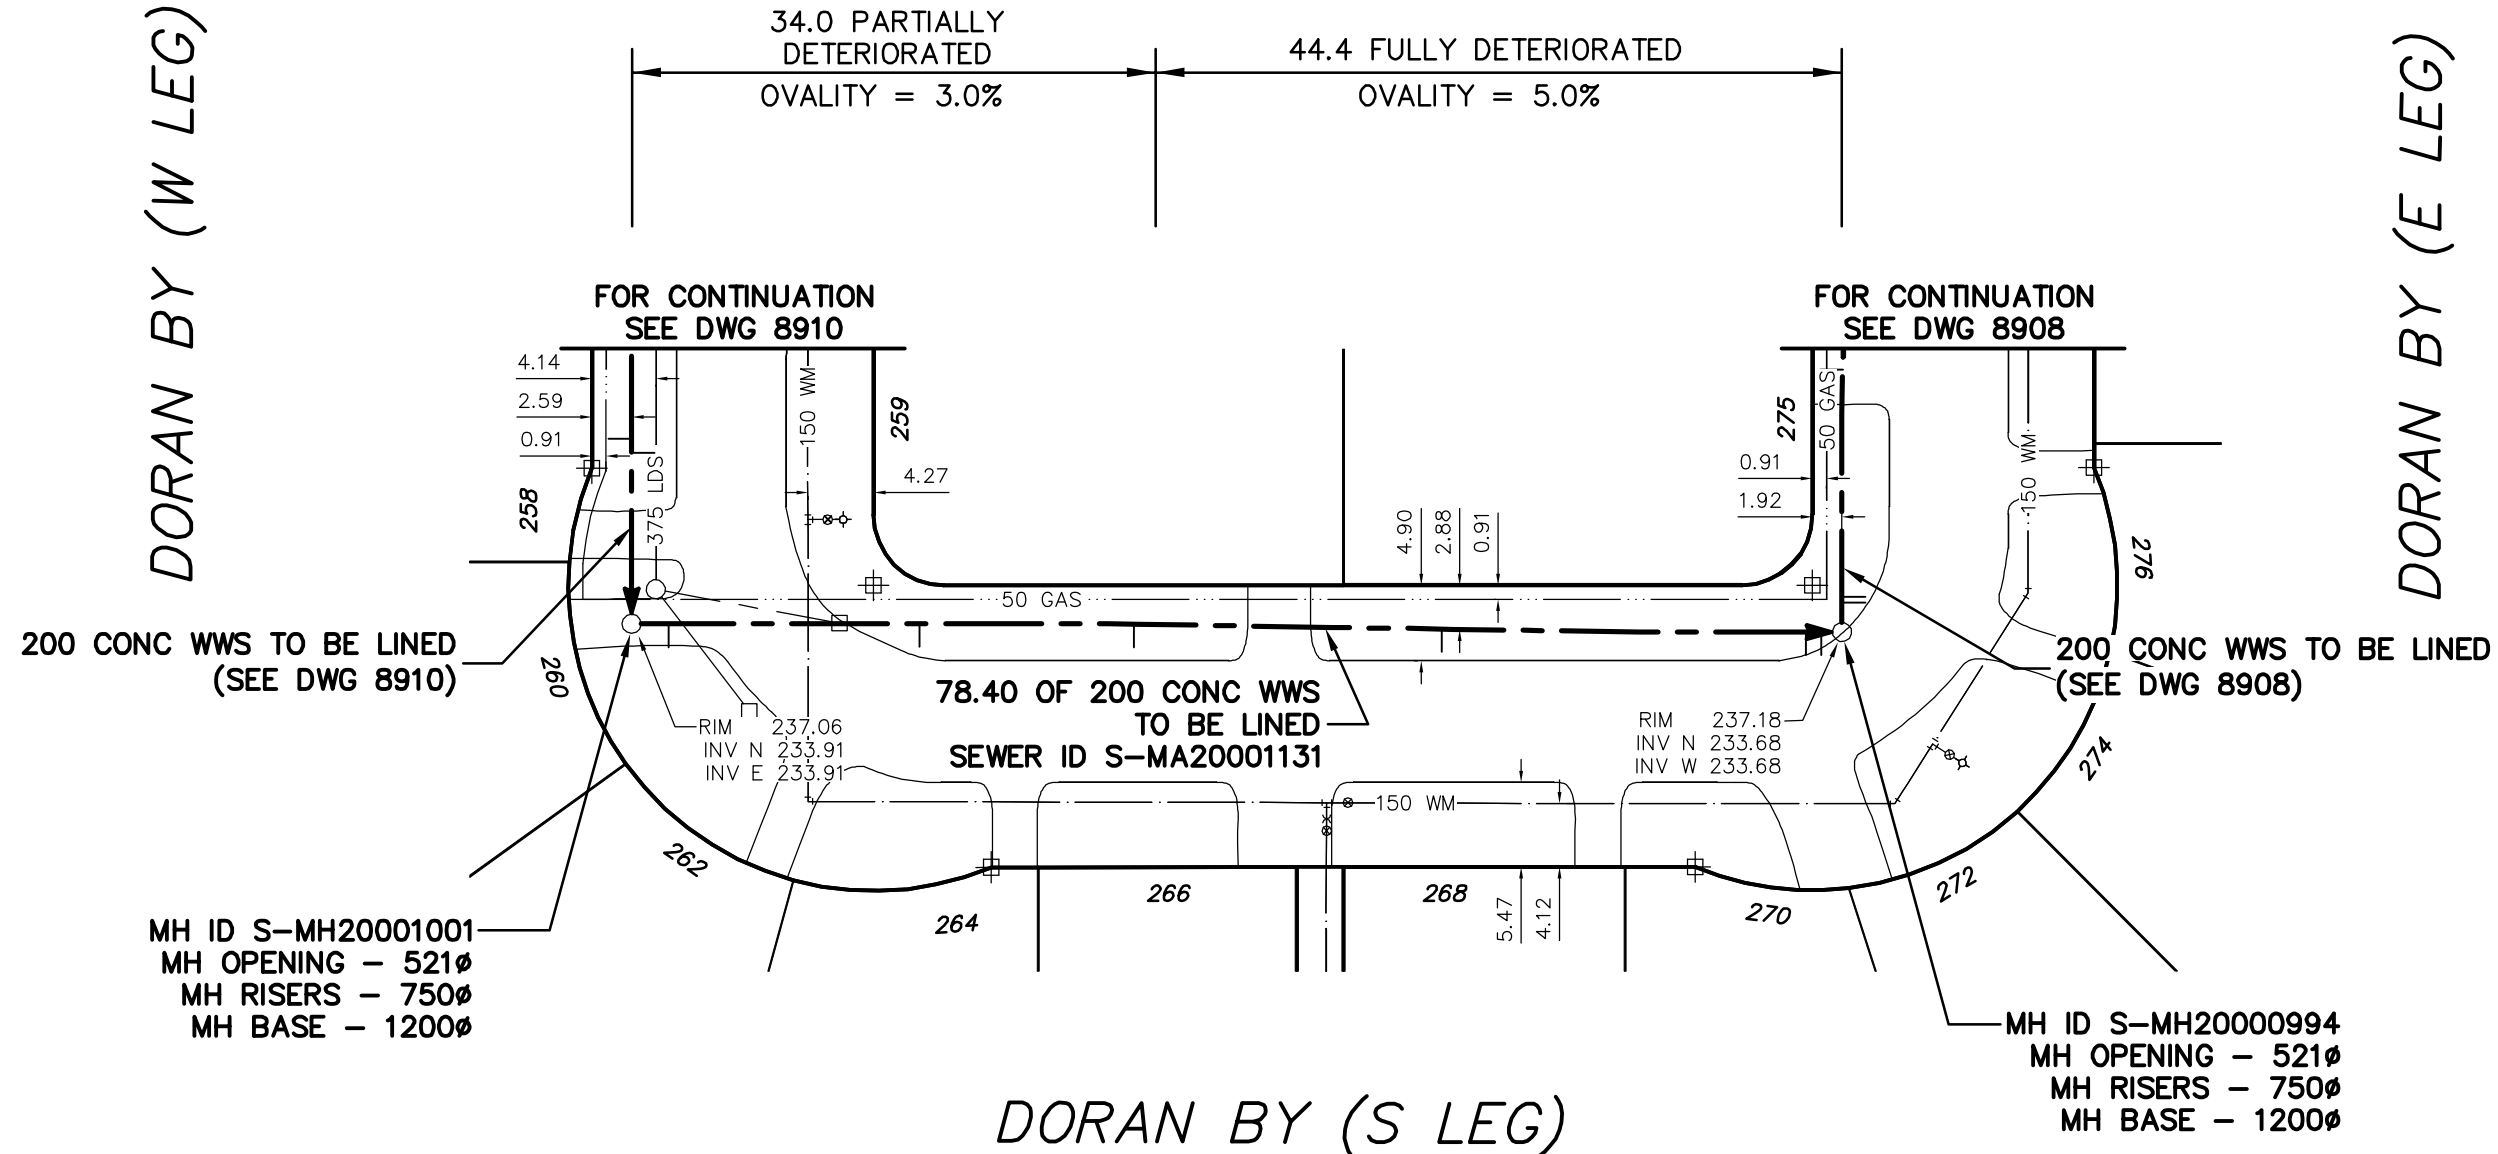 34.0 PARTIALLY
DETERIORATED
OVALITY = 3.0%
44.4 FULLY DETERIORATED
OVALITY = 5.0%
DORAN BY (W LEG)
DORAN BY (E LEG)
FOR CONTINUATION
SEE DWG 8910
FOR CONTINUATION
SEE DWG 8908
4.14
2.59
0.91
375 LDS
150 WM
259
4.27
258
275
50 GAS
0.91
1.92
150 WM
276
4.90
2.88
0.91
50 GAS
200 CONC WWS TO BE LINED
(SEE DWG 8910)
260
200 CONC WWS TO BE LINED
(SEE DWG 8908)
78.40 OF 200 CONC WWS
TO BE LINED
SEWER ID S-MA20001131
RIM 237.06
INV N 233.91
INV E 233.91
RIM 237.18
INV N 233.68
INV W 233.68
274
150 WM
262
264
266
268
270
272
5.47
4.12
MH ID S-MH20001001
MH OPENING - 521ø
MH RISERS - 750ø
MH BASE - 1200ø
MH ID S-MH20000994
MH OPENING - 521ø
MH RISERS - 750ø
MH BASE - 1200ø
DORAN BY (S LEG)